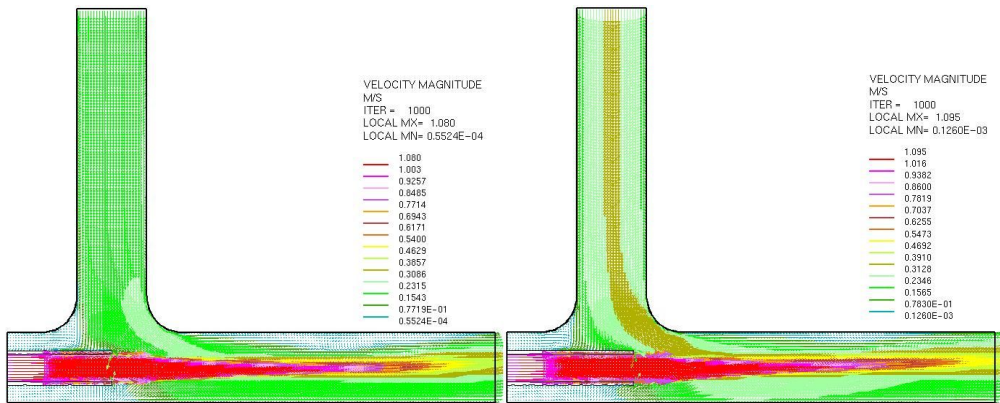 VELOCITY MAGNITUDE
M/S
ITER = 1000
LOCAL MX= 1.080
LOCAL MN= 0.5524E-04
1.080
1.003
0.9257
0.8485
0.7714
0.6943
0.6171
0.5400
0.4629
0.3857
0.3086
0.2315
0.1543
0.7719E-01
0.5524E-04
VELOCITY MAGNITUDE
M/S
ITER = 1000
LOCAL MX= 1.095
LOCAL MN= 0.1260E-03
1.095
1.016
0.9382
0.8600
0.7819
0.7037
0.6255
0.5473
0.4692
0.3910
0.3128
0.2346
0.1565
0.7830E-01
0.1260E-03